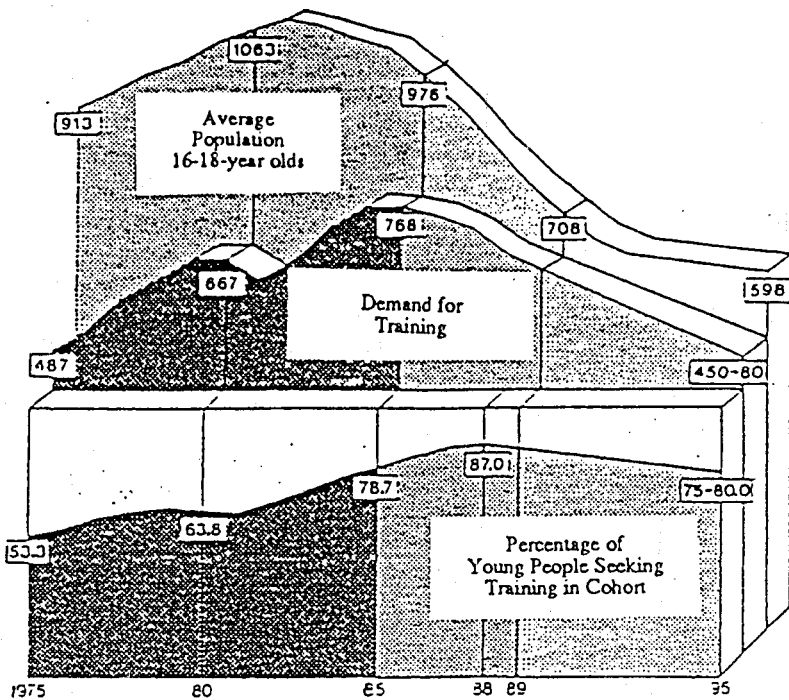 1063
976
913
Average
Population
16-18-year olds
708
768
667
598
Demand for
Training
487
450-80
87.0
78.7
75-80.0
63.8
53.3
Percentage of
Young People Seeking
Training in Cohort
1975 80 85 88 89 95